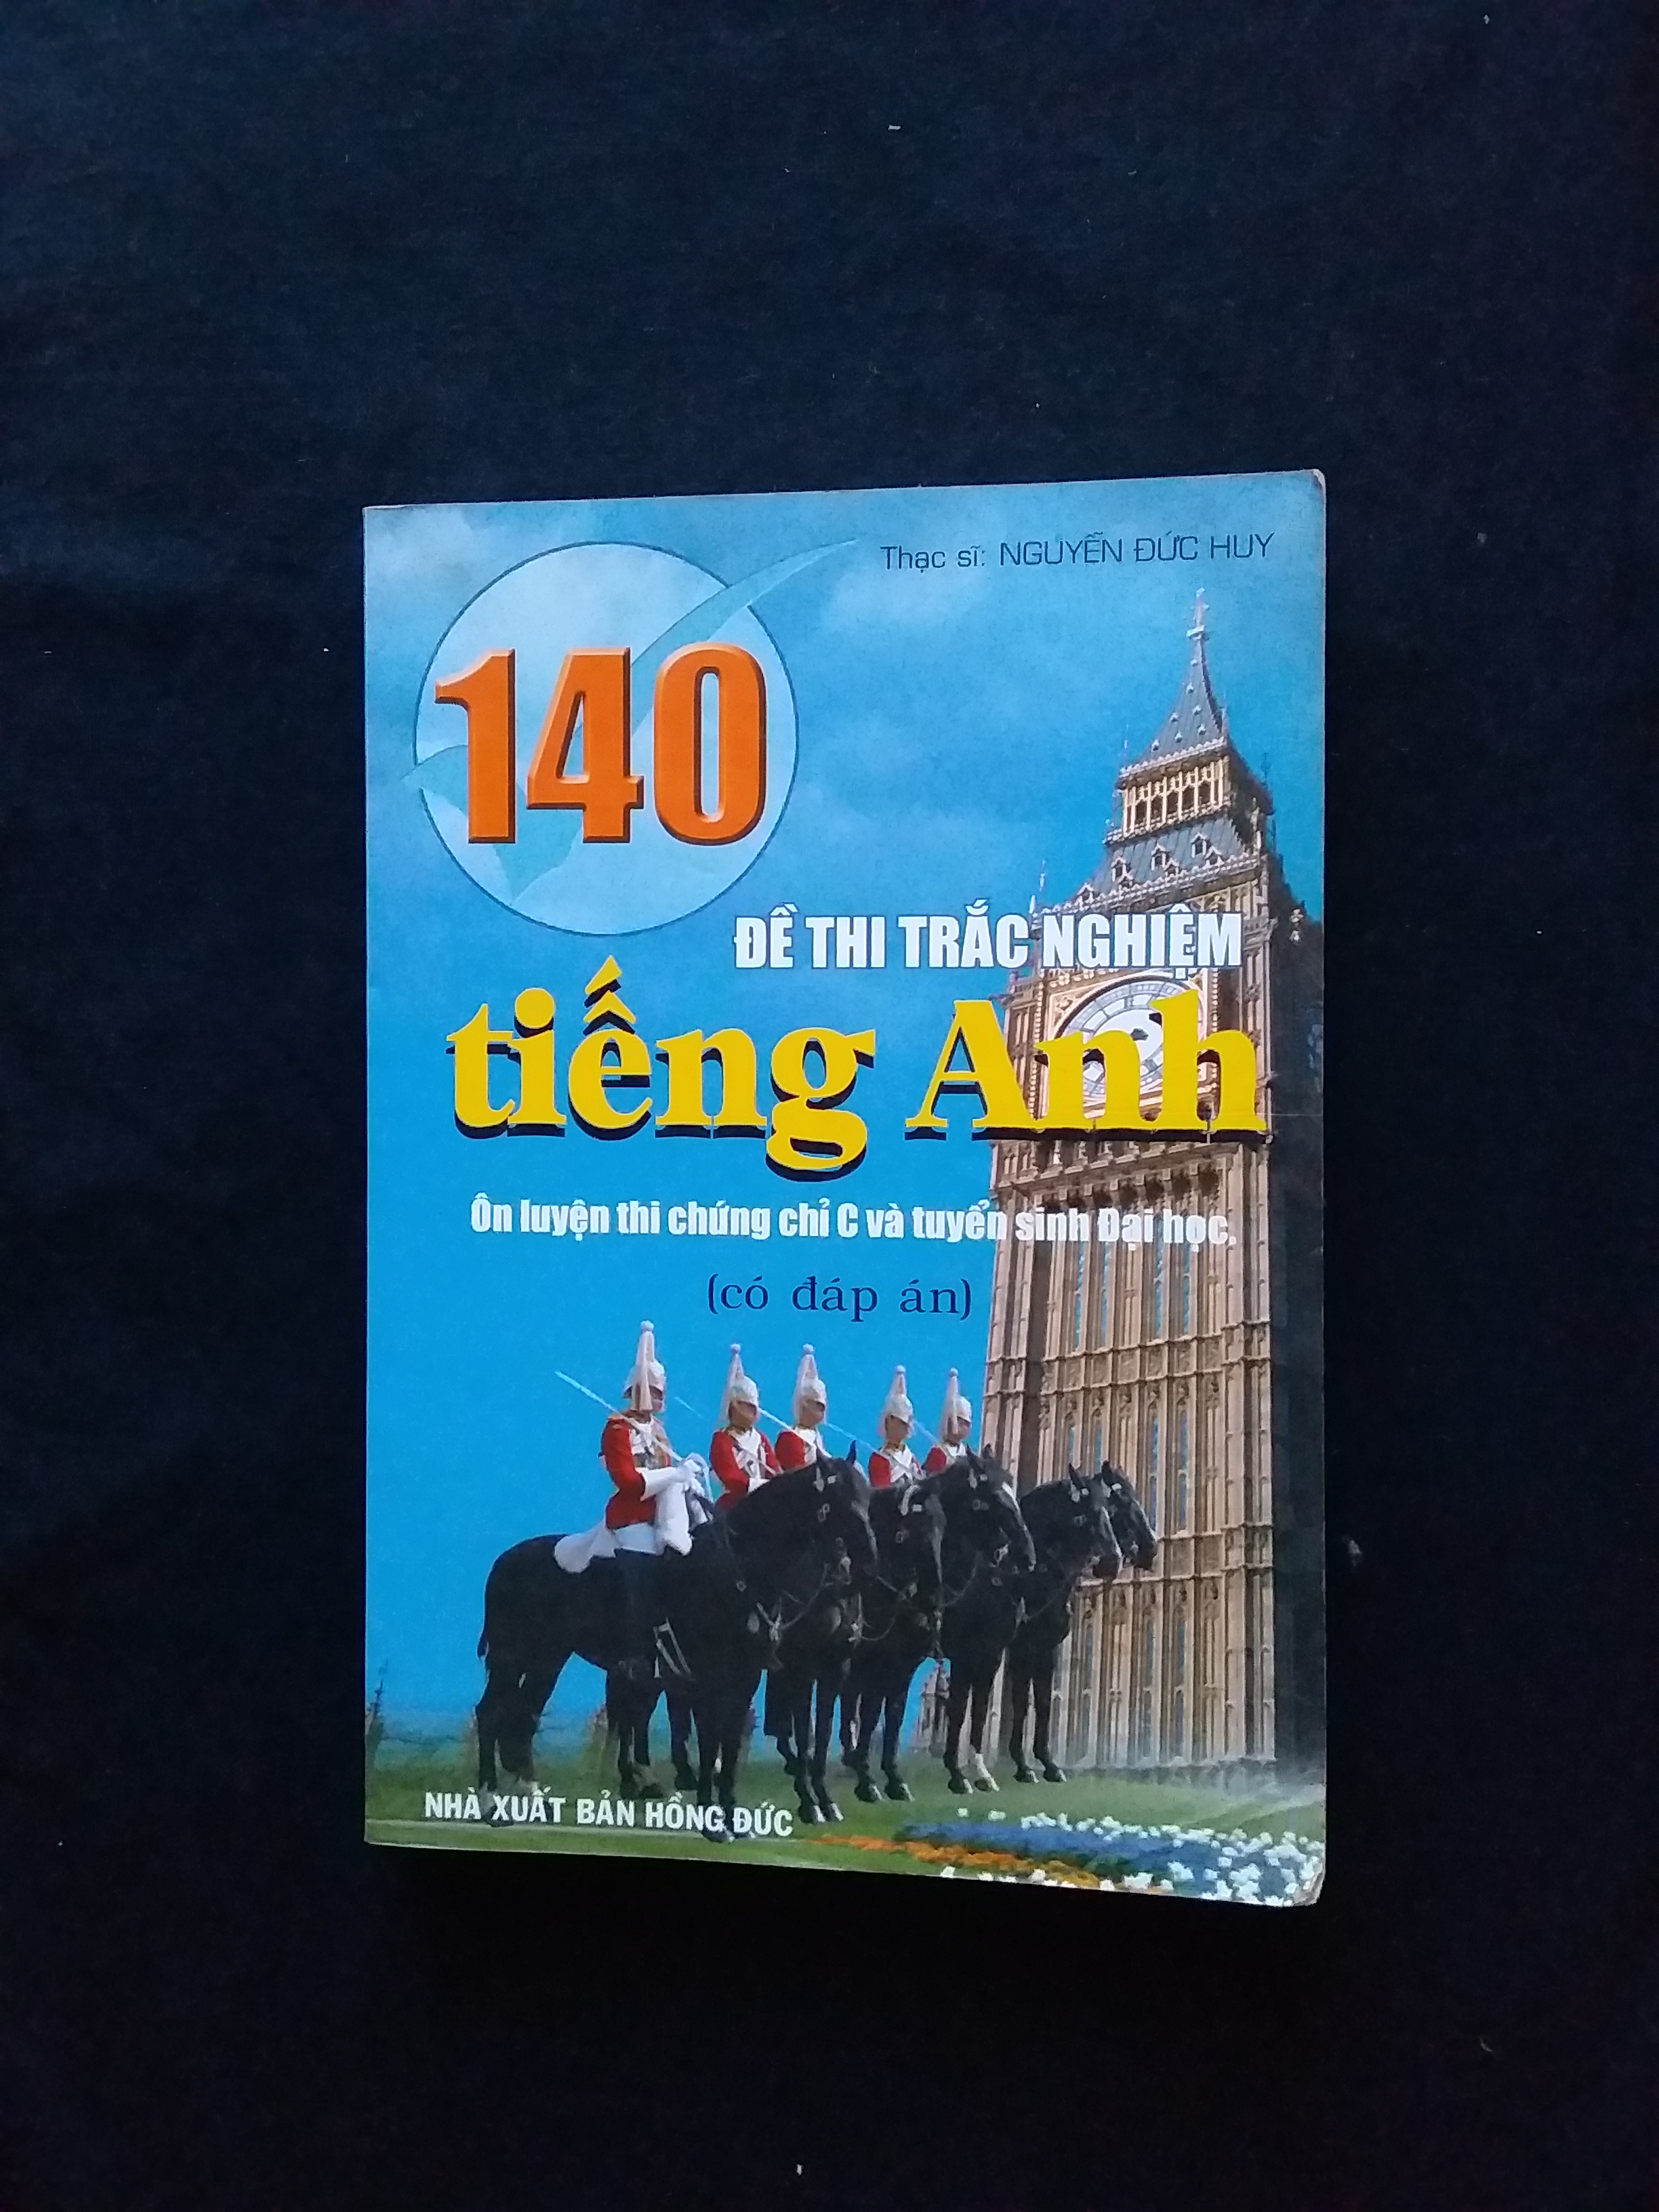 Thạc sĩ: NGUYỄN ĐỨC HUY
140
ĐỀ THI TRẮC NGHIỆM
tiếng Anh
Ôn luyện thi chứng chỉ C và tuyển sinh Đại học.
(có đáp án)
NHÀ XUẤT BẢN HỒNG ĐỨC